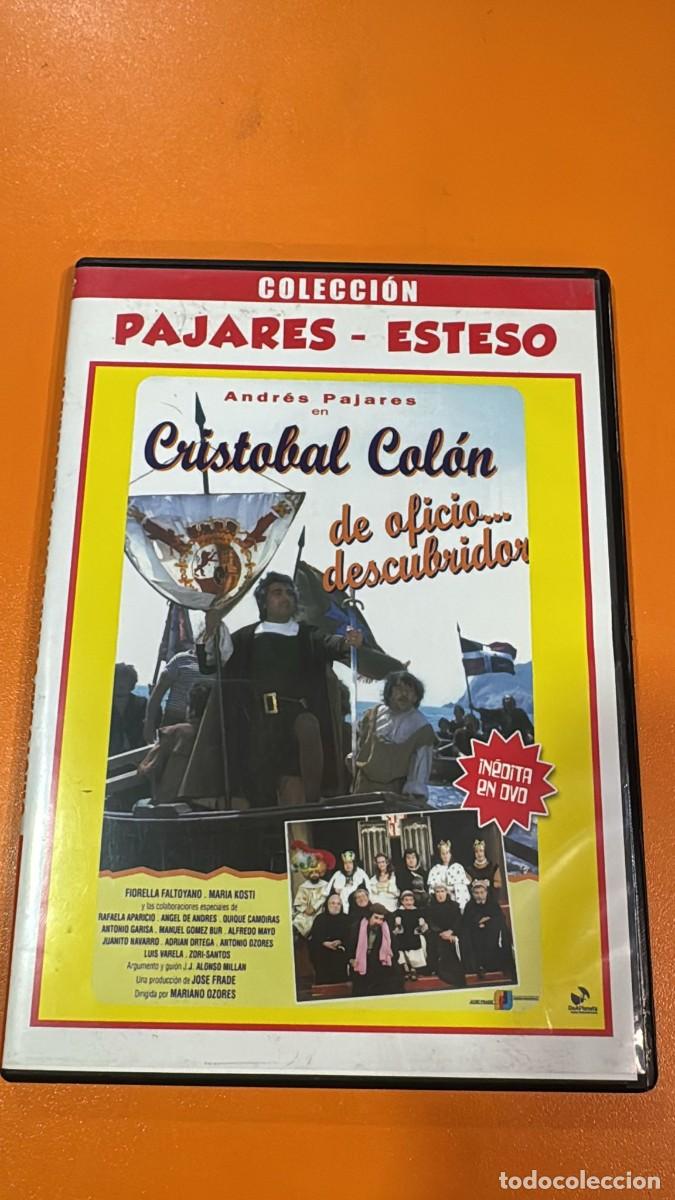 COLECCIÓN
PAJARES - ESTESO
Andrés Pajares
en
Cristobal Colón
de oficio...
descubridor
INÉDITA
EN DVD
FIORELLA FALTOYANO . MARIA KOSTI
y las colaboraciones especiales de
RAFAELA APARICIO . ANGEL DE ANDRES . QUIQUE CAMOIRAS
ANTONIO GARISA . MANUEL GOMEZ BUR . ALFREDO MAYO
JUANITO NAVARRO . ADRIAN ORTEGA . ANTONIO OZORES
LUIS VARELA . ZORI-SANTOS
Argumento y guión J.J. ALONSO MILLAN
Una producción de JOSE FRADE
Dirigida por MARIANO OZORES
JOSE FRADE
DeAPlaneta
todocoleccion